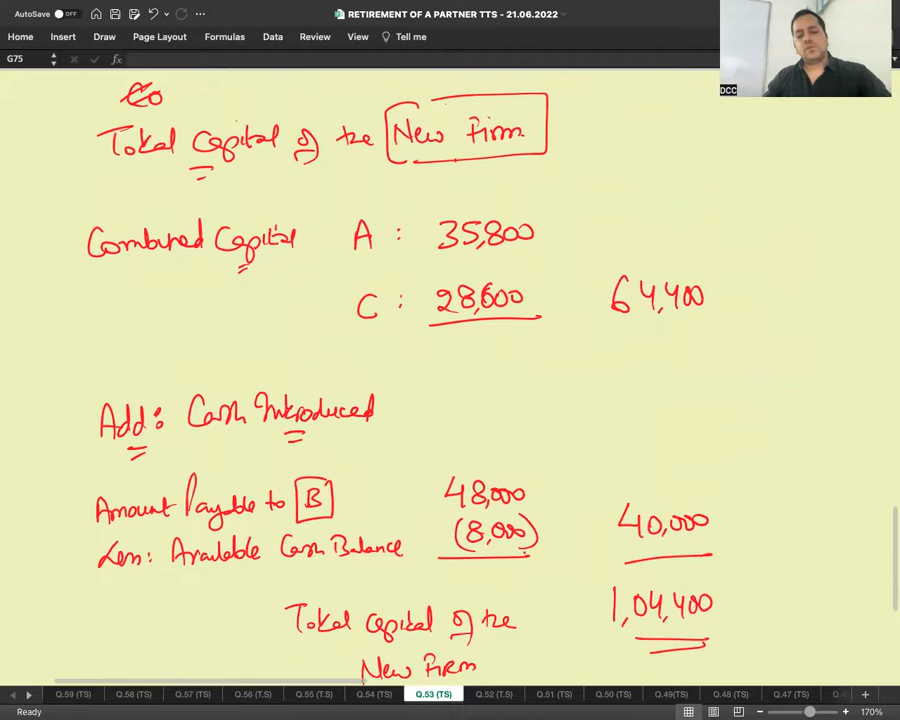 AutoSave OFF RETIREMENT OF A PARTNER TTS - 21.06.2022
Home Insert Draw Page Layout Formulas Data Review View Tell me
G75 fx
DCC
Total Capital of the New Firm
Combined Capital A : 35,800
C : 28,600 64,400
Add: Cash Introduced
Amount Payable to B 48,000
Less: Available Cash Balance (8,000) 40,000
Total Capital of the 1,04,400
New Firm
Q.59 (TS) Q.58 (TS) Q.57 (TS) Q.56 (T.S) Q.55 (T.S) Q.54 (TS) Q.53 (TS) Q.52 (T.S) Q.51 (TS) Q.50 (TS) Q.49(TS) Q.48 (TS) Q.47 (TS)
Ready 170%